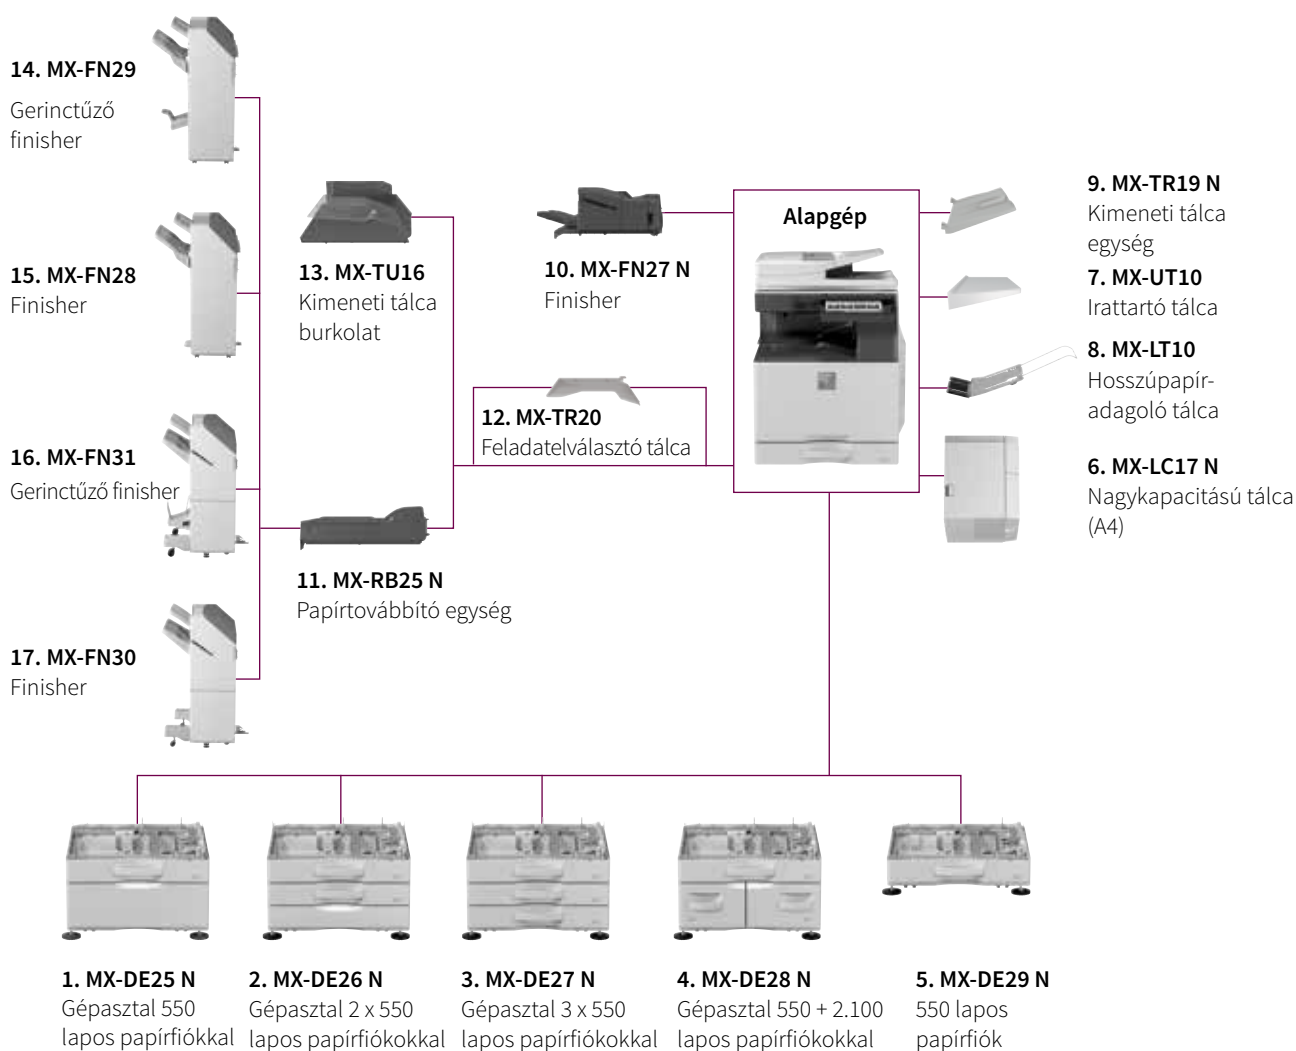 14. MX-FN29
Gerinctűző
finisher
15. MX-FN28
Finisher
16. MX-FN31
Gerinctűző finisher
17. MX-FN30
Finisher
13. MX-TU16
Kimeneti tálca
burkolat
11. MX-RB25 N
Papírtovábbító egység
10. MX-FN27 N
Finisher
12. MX-TR20
Feladatelválasztó tálca
Alapgép
9. MX-TR19 N
Kimeneti tálca
egység
7. MX-UT10
Irattartó tálca
8. MX-LT10
Hosszúpapír-
adagoló tálca
6. MX-LC17 N
Nagykapacitású tálca
(A4)
1. MX-DE25 N
Gépasztal 550
lapos papírfiókkal
2. MX-DE26 N
Gépasztal 2 x 550
lapos papírfiókokkal
3. MX-DE27 N
Gépasztal 3 x 550
lapos papírfiókokkal
4. MX-DE28 N
Gépasztal 550 + 2.100
lapos papírfiókokkal
5. MX-DE29 N
550 lapos
papírfiók